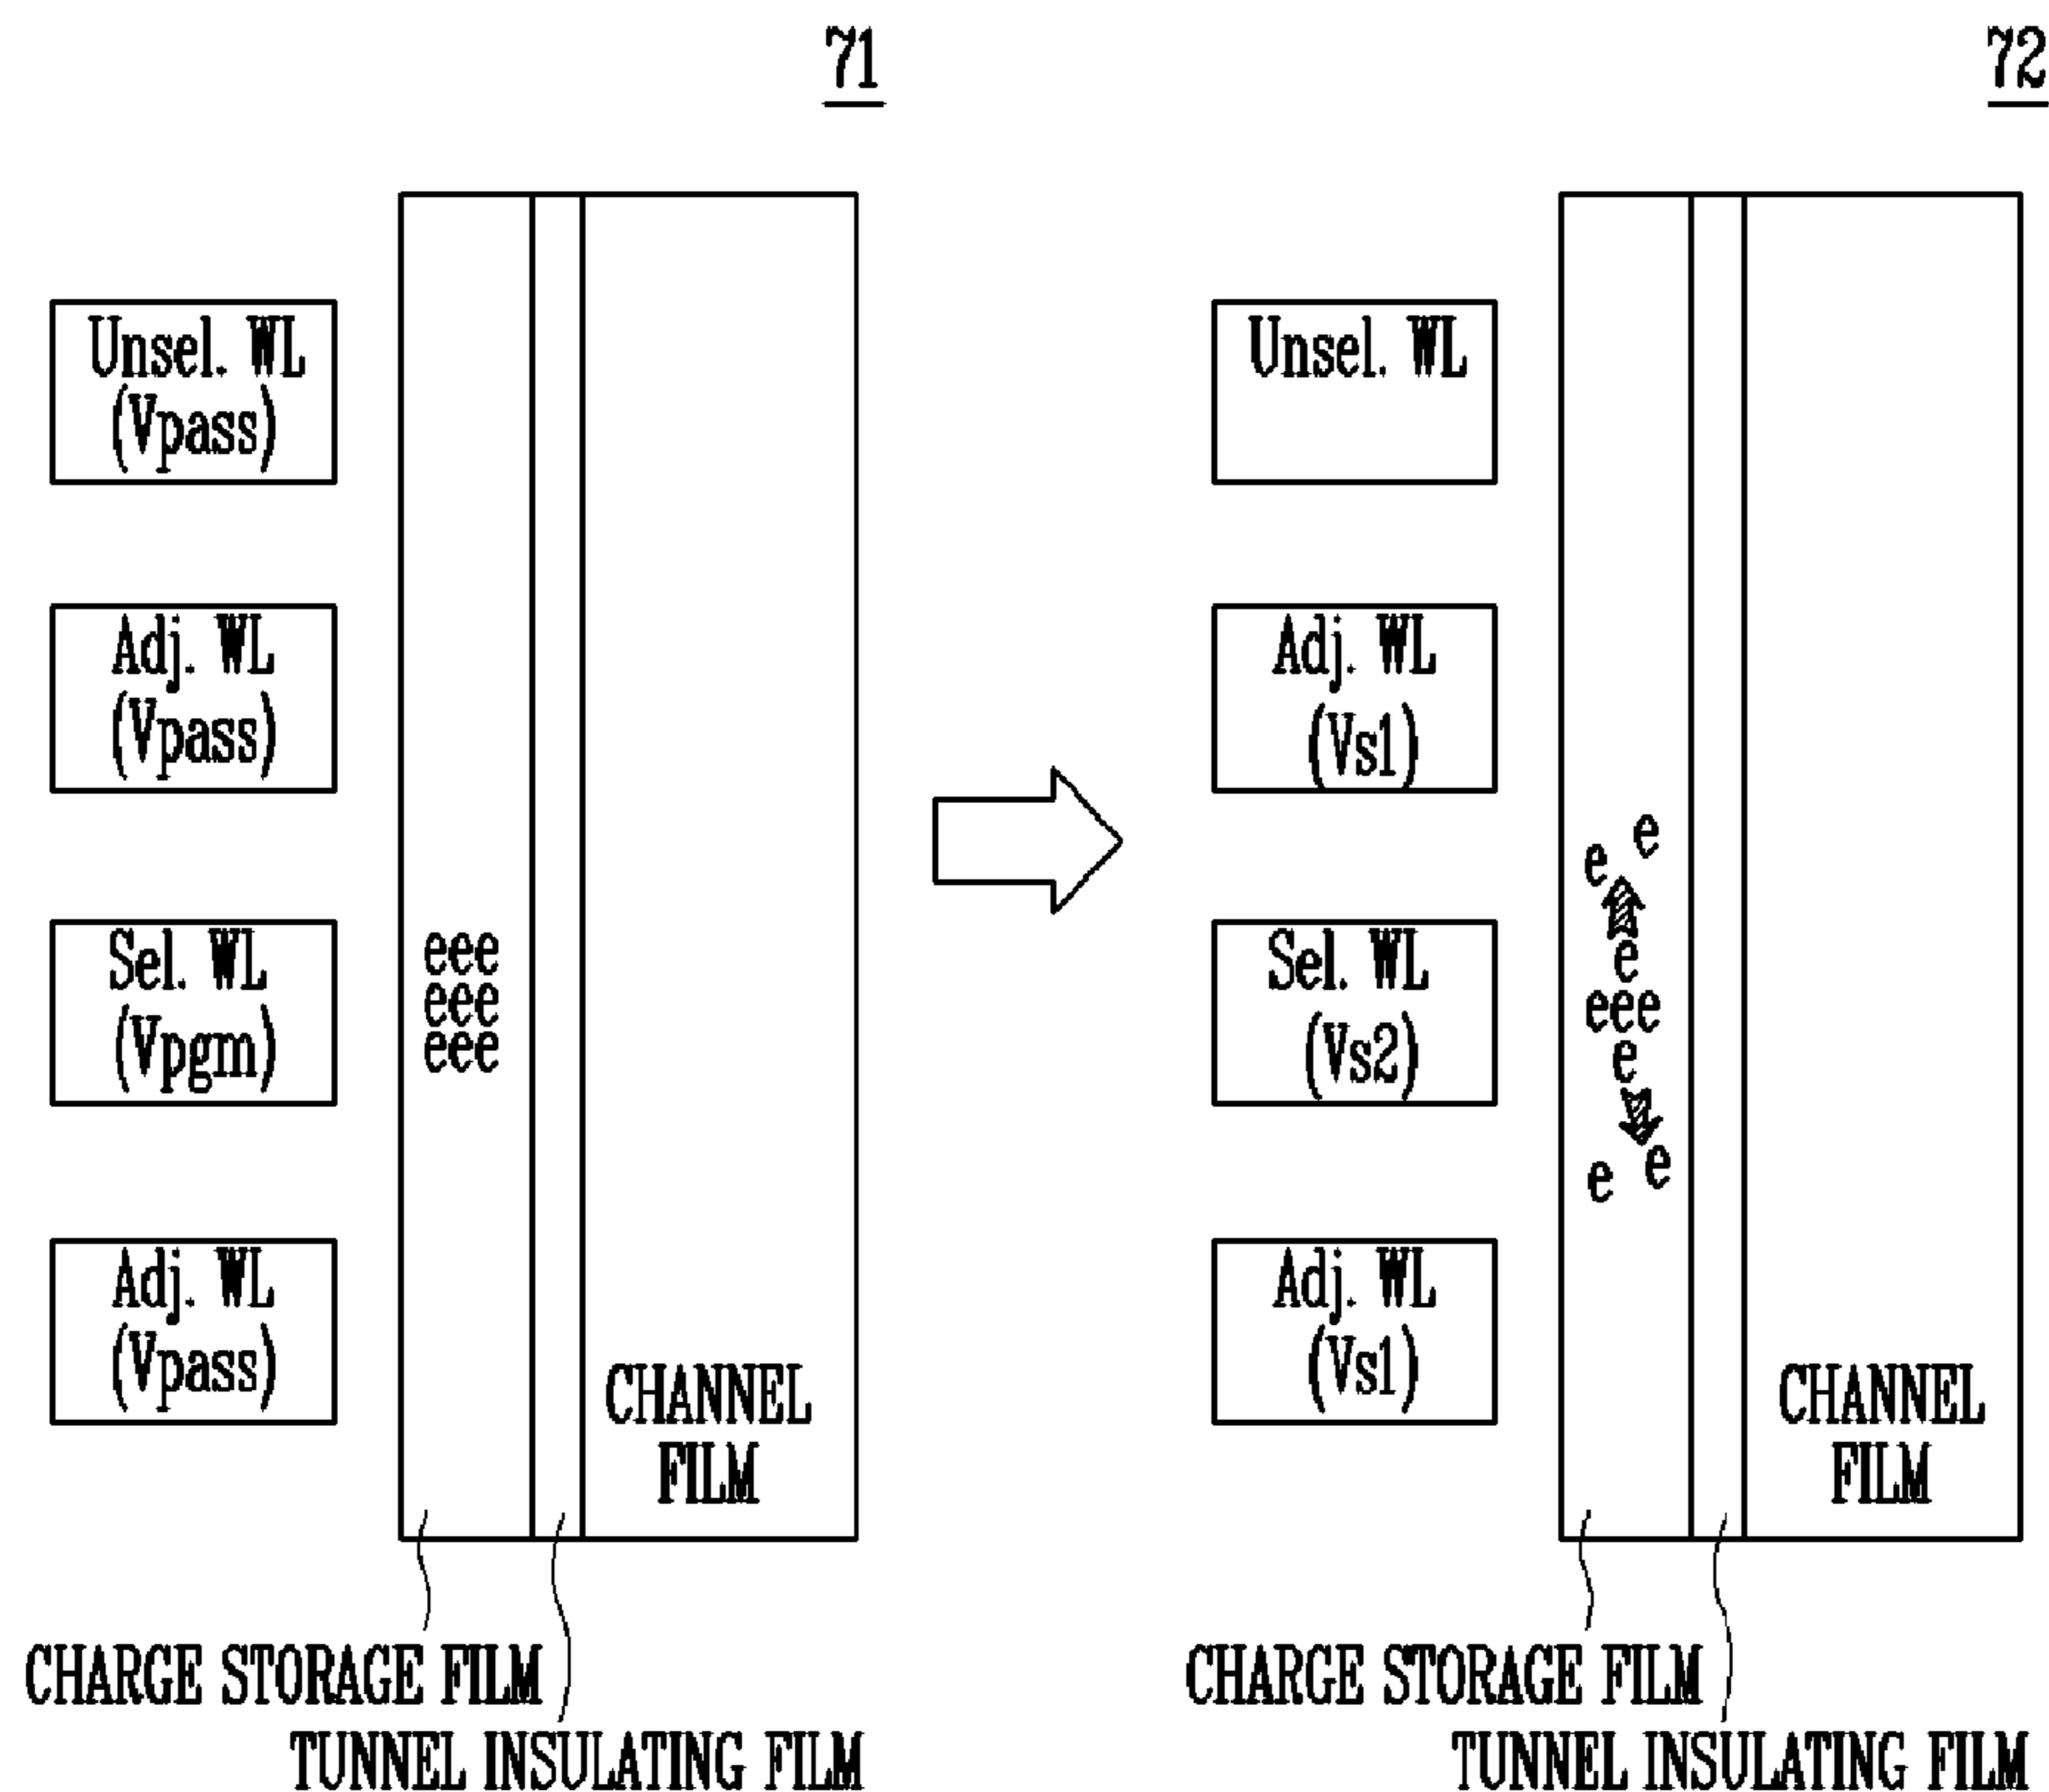 71
Unsel. WL
(Vpass)
Adj. WL
(Vpass)
Sel. WL
(Vpgm)
Adj. WL
(Vpass)
eee
eee
eee
CHANNEL
FILM
CHARGE STORAGE FILM
TUNNEL INSULATING FILM
72
Unsel. WL
Adj. WL
(Vs1)
Sel. WL
(Vs2)
Adj. WL
(Vs1)
e
e
e
eee
e
e
e
CHANNEL
FILM
CHARGE STORAGE FILM
TUNNEL INSULATING FILM